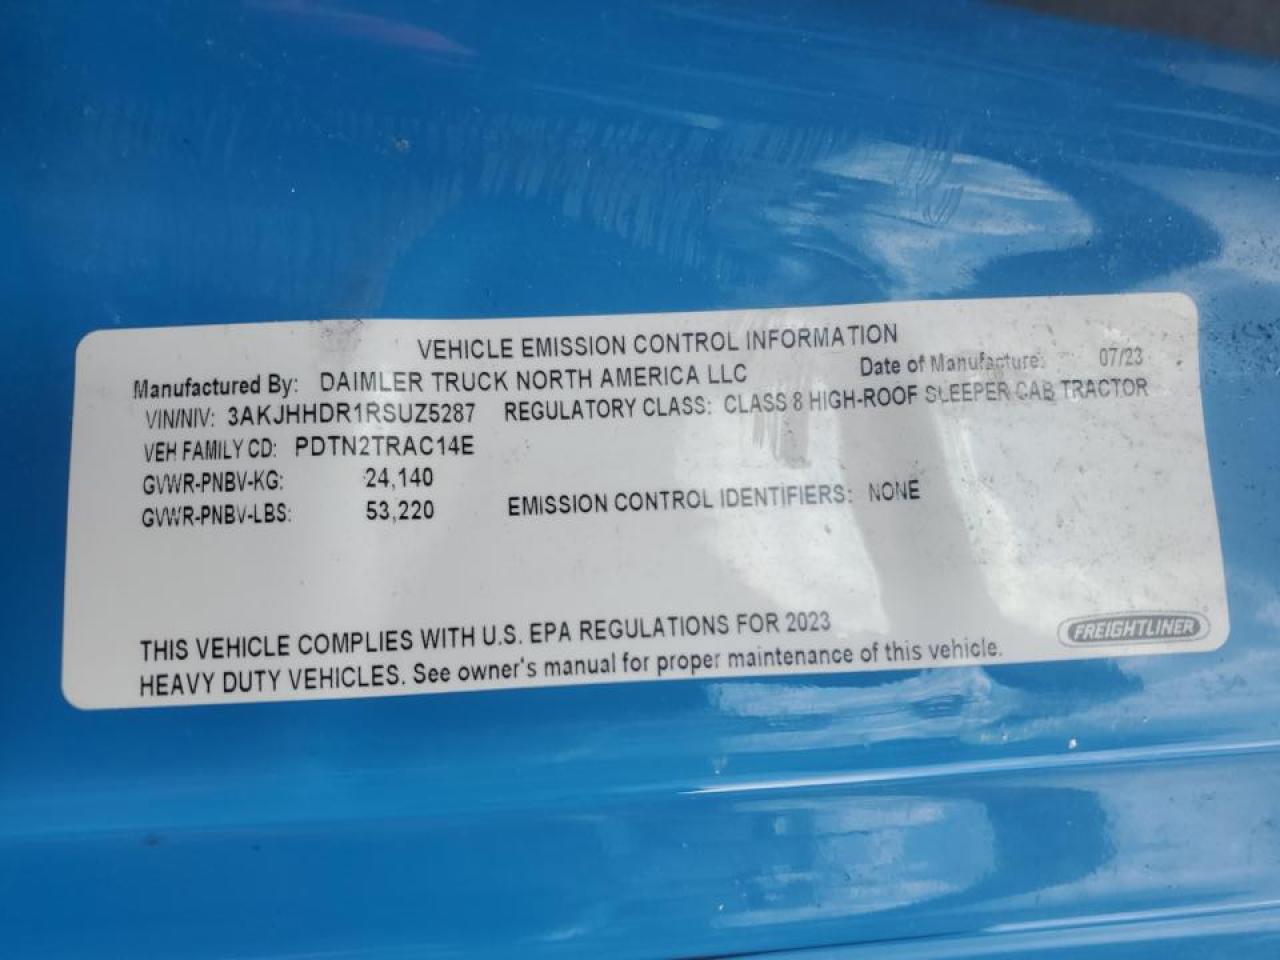 VEHICLE EMISSION CONTROL INFORMATION
Manufactured By: DAIMLER TRUCK NORTH AMERICA LLC Date of Manufacture: 07/23
VIN/NIV: 3AKJHHDR1RSUZ5287 REGULATORY CLASS: CLASS 8 HIGH-ROOF SLEEPER CAB TRACTOR
VEH FAMILY CD: PDTN2TRAC14E
GVWR-PNBV-KG: 24,140
GVWR-PNBV-LBS: 53,220 EMISSION CONTROL IDENTIFIERS: NONE
THIS VEHICLE COMPLIES WITH U.S. EPA REGULATIONS FOR 2023
HEAVY DUTY VEHICLES. See owner's manual for proper maintenance of this vehicle.
FREIGHTLINER